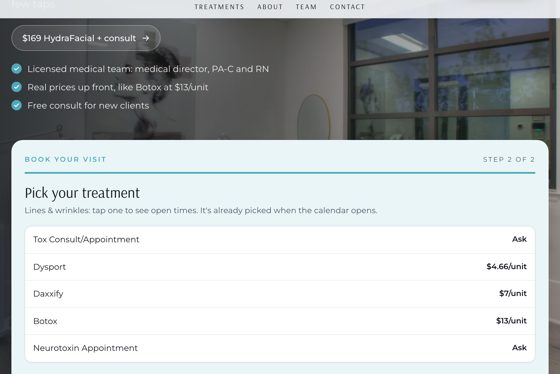 TREATMENTS ABOUT TEAM CONTACT
few taps
$169 HydraFacial + consult →
Licensed medical team: medical director, PA-C and RN
Real prices up front, like Botox at $13/unit
Free consult for new clients
BOOK YOUR VISIT STEP 2 OF 2
Pick your treatment
Lines & wrinkles: tap one to see open times. It's already picked when the calendar opens.
Tox Consult/Appointment Ask
Dysport $4.66/unit
Daxxify $7/unit
Botox $13/unit
Neurotoxin Appointment Ask